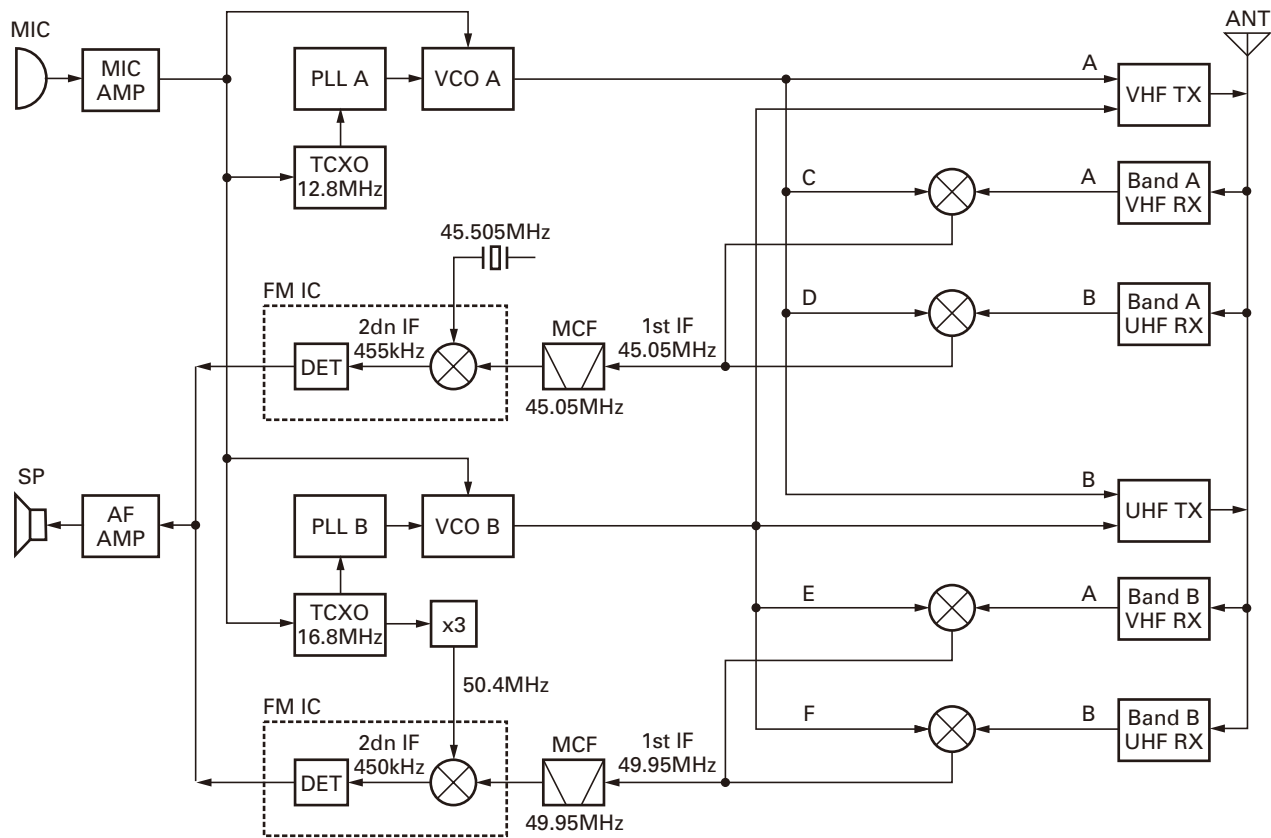 MIC
MIC
AMP
PLL A
VCO A
TCXO
12.8MHz
A
VHF TX
ANT
C
A
Band A
VHF RX
45.505MHz
FM IC
DET
2dn IF
455kHz
MCF
45.05MHz
1st IF
45.05MHz
D
B
Band A
UHF RX
SP
AF
AMP
PLL B
VCO B
B
UHF TX
TCXO
16.8MHz
x3
50.4MHz
E
A
Band B
VHF RX
FM IC
DET
2dn IF
450kHz
MCF
49.95MHz
1st IF
49.95MHz
F
B
Band B
UHF RX